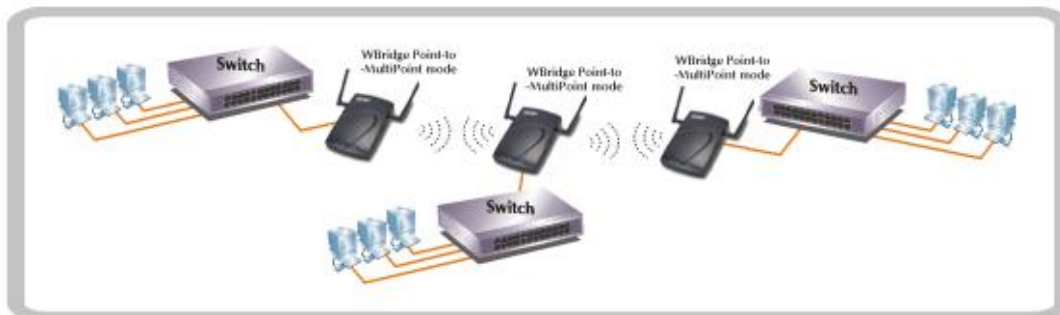 Switch
WBridge Point-to
-MultiPoint mode
WBridge Point-to
-MultiPoint mode
WBridge Point-to
-MultiPoint mode
Switch
Switch